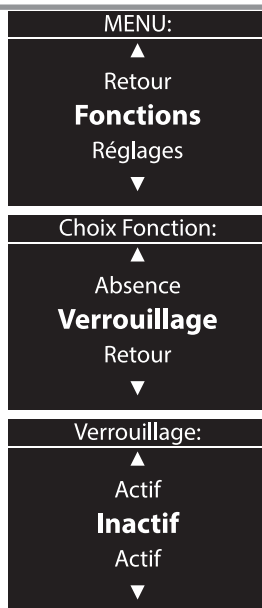 MENU:
▲
Retour
Fonctions
Réglages
▼
Choix Fonction:
▲
Absence
Verrouillage
Retour
▼
Verrouillage:
▲
Actif
Inactif
Actif
▼